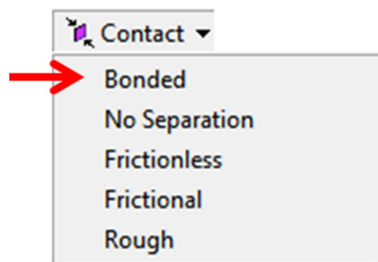 Contact
Bonded
No Separation
Frictionless
Frictional
Rough